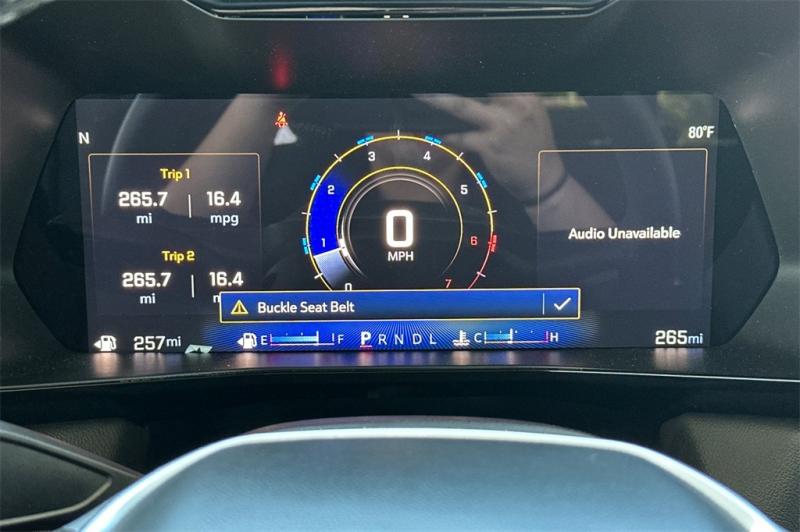 N
80°F
Trip 1
265.7 mi
16.4 mpg
Trip 2
265.7 mi
16.4
0 1 2 3 4 5 6 7
0
MPH
Audio Unavailable
Buckle Seat Belt
257mi
E F
P R N D L
C H
265mi